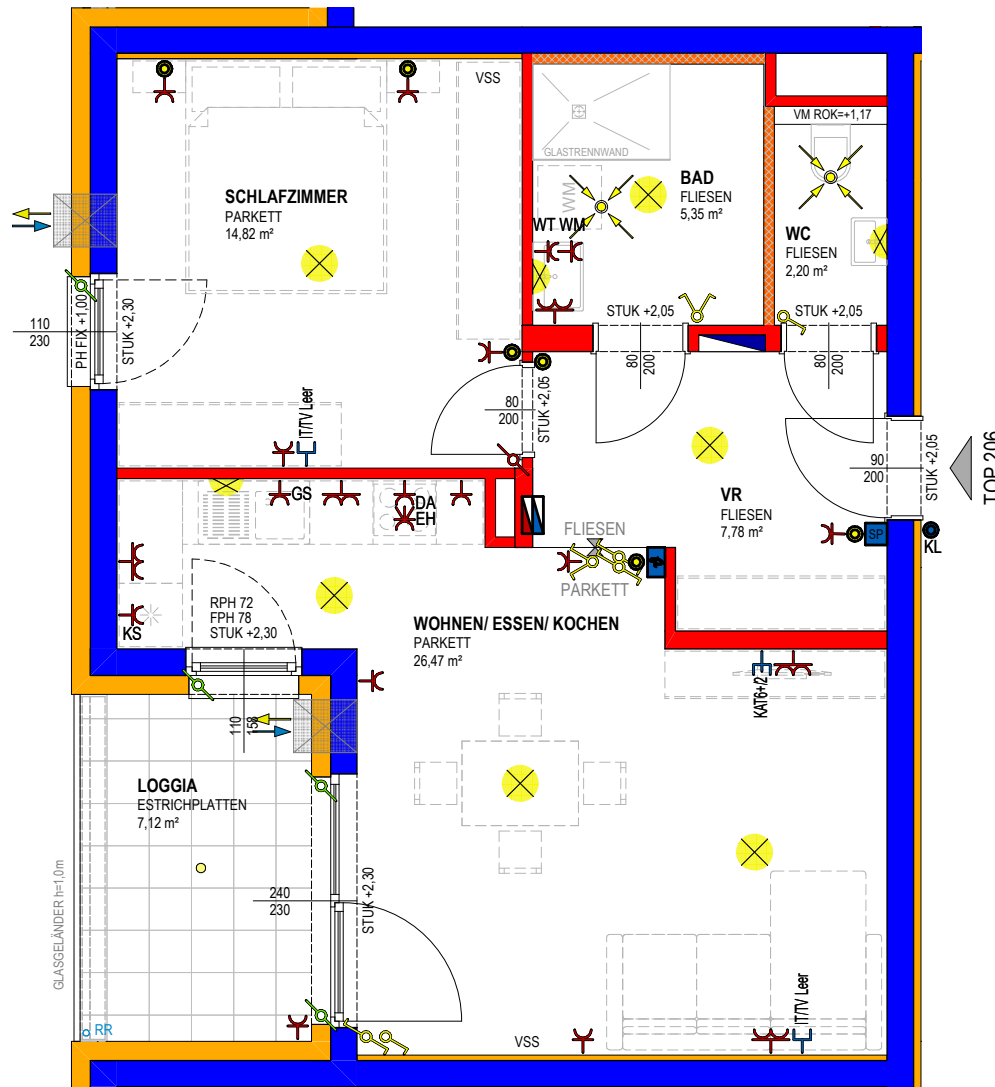 VSS
VM ROK=+1,17
GLASTRENNWAND
SCHLAFZIMMER
PARKETT
14,82 m²
BAD
FLIESEN
5,35 m²
WM
WT WM
WC
FLIESEN
2,20 m²
110
230
PH FIX +1,00
STUK +2,30
STUK +2,05
STUK +2,05
80
200
80
200
80
200
STUK +2,05
IT/TV Leer
90
200
STUK +2,05
TOP 206
VR
FLIESEN
7,78 m²
GS
DA
EH
SP
KL
FLIESEN
PARKETT
KS
RPH 72
FPH 78
STUK +2,30
WOHNEN/ ESSEN/ KOCHEN
PARKETT
26,47 m²
KAT6+/2
110
158
LOGGIA
ESTRICHPLATTEN
7,12 m²
240
230
STUK +2,30
GLASGELÄNDER h=1,0m
RR
VSS
IT/TV Leer